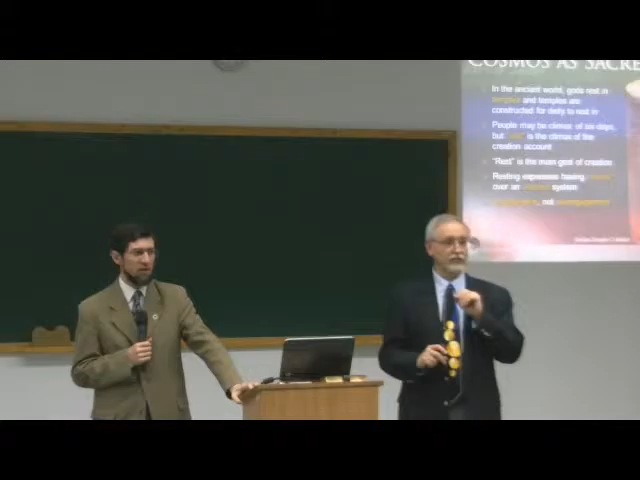 COSMOS AS SACRE
In the ancient world, gods rest in
temples and temples are
constructed for deity to rest in
People may be climax of six days,
but is the climax of the
creation account
"Rest" is the main goal of creation
Resting expresses having
over an system
not